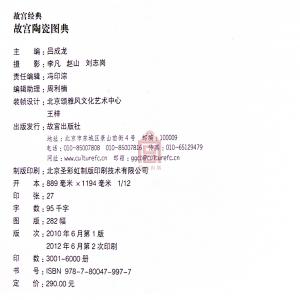 故宫经典
故宫陶瓷图典
主 编 吕成龙
摄 影 李凡 赵山 刘志岗
责任编辑 冯印淙
编辑助理 周利楠
装帧设计 北京颂雅风文化艺术中心
王梓
出版发行 故宫出版社
地址:北京市东城区景山前街4号 邮编:100009
电话:010-85007808 010-85007816 传真:010-65129479
网址:www.culturefc.cn 邮箱:ggcb@culturefc.cn
制版印刷 北京圣彩虹制版印刷技术有限公司
开 本 889毫米×1194毫米 1/12
印 张 27
字 数 95千字
图 版 282幅
版 次 2010年6月第1版
2012年6月第2次印刷
印 数 3001-6000册
书 号 ISBN 978-7-80047-997-7
定 价 290.00元